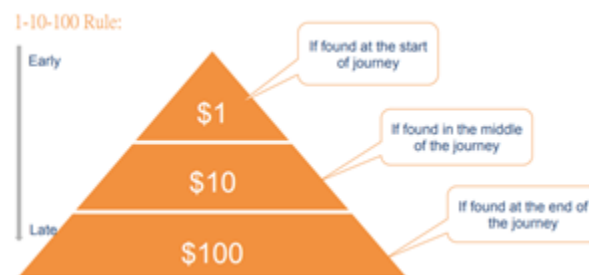 1-10-100 Rule:
Early
If found at the start
of journey
$1
If found in the middle
of the journey
$10
If found at the end of
the journey
Late
$100